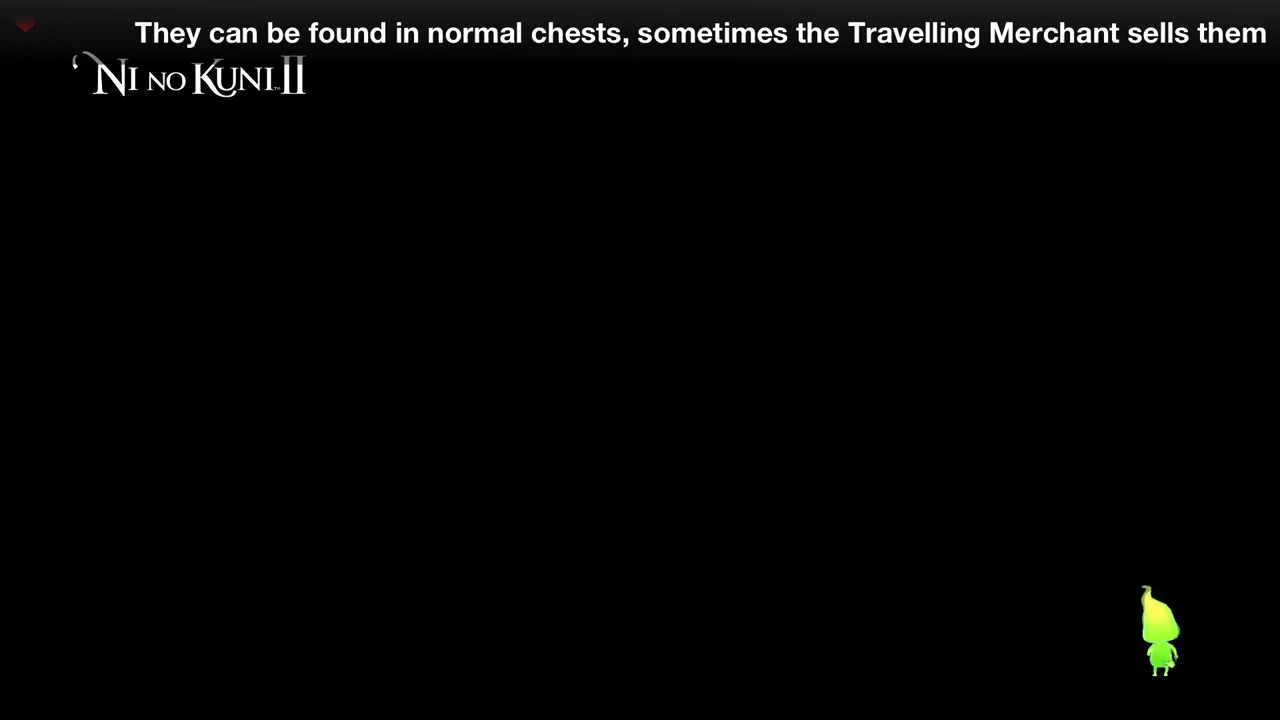 They can be found in normal chests, sometimes the Travelling Merchant sells them
NI NO KUNI II